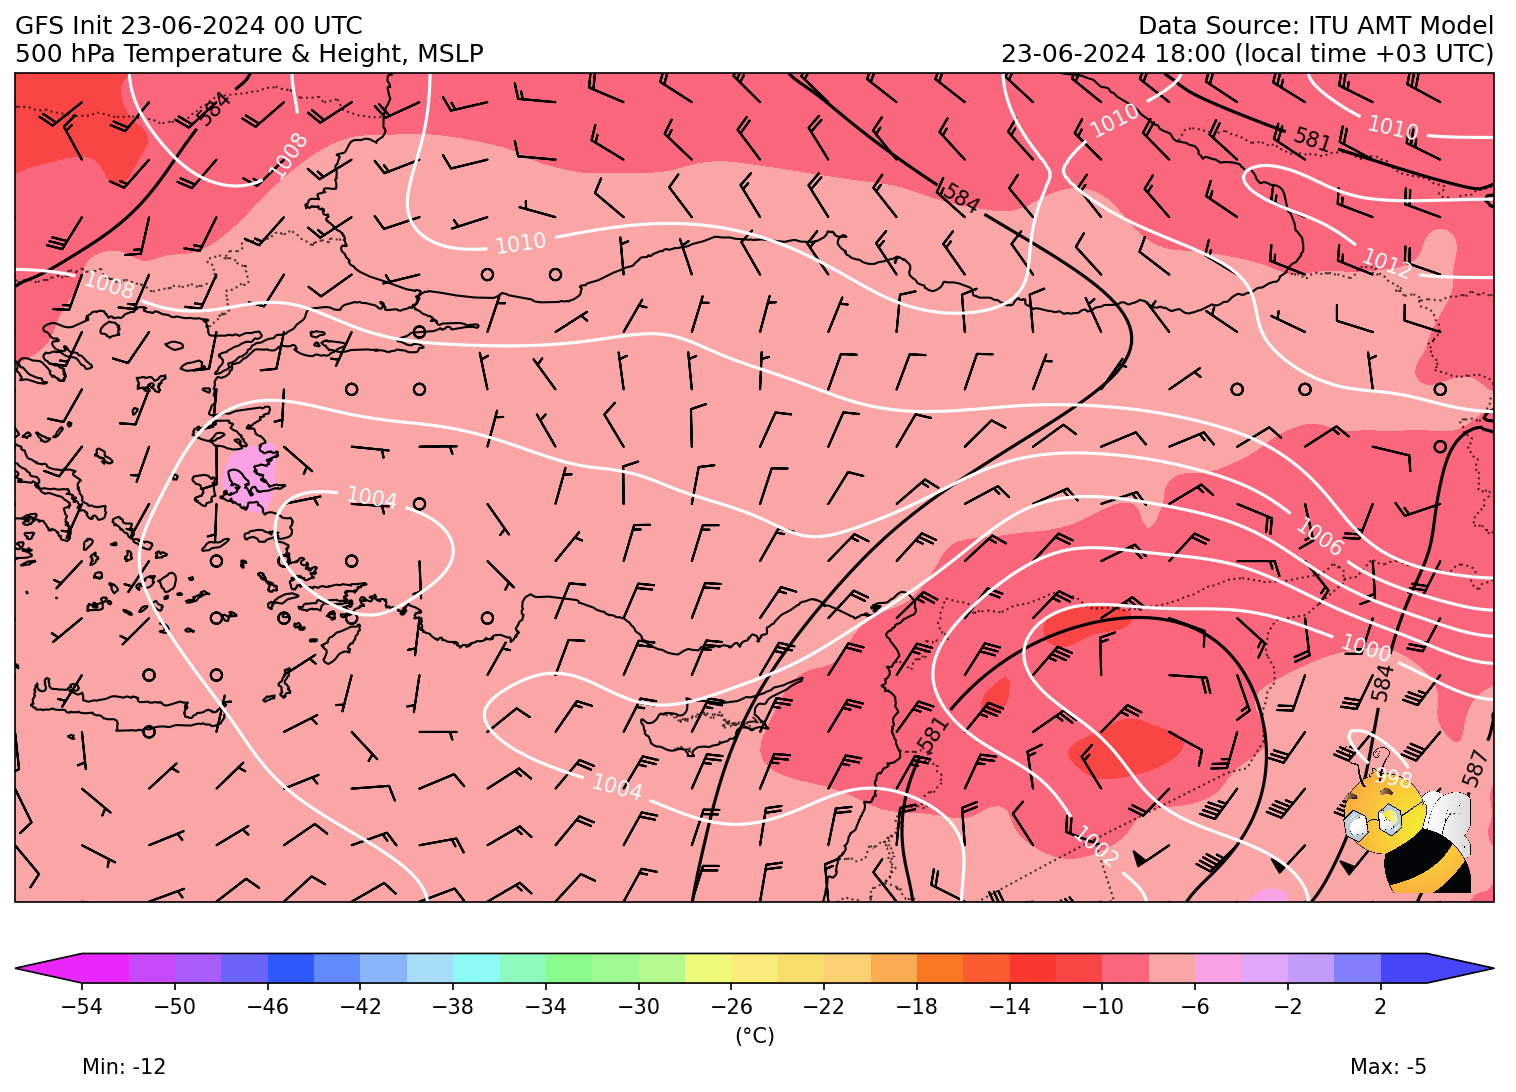 GFS Init 23-06-2024 00 UTC
Data Source: ITU AMT Model
500 hPa Temperature & Height, MSLP
23-06-2024 18:00 (local time +03 UTC)
584
1008
1010
1010
581
584
1010
1012
1008
1004
1006
1000
584
581
1004
998
587
1002
−54 −50 −46 −42 −38 −34 −30 −26 −22 −18 −14 −10 −6 −2 2
(°C)
Min: -12
Max: -5